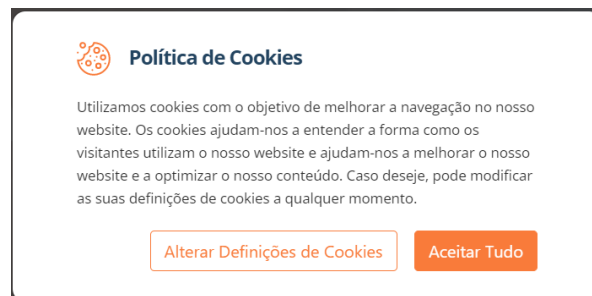 Política de Cookies
Utilizamos cookies com o objetivo de melhorar a navegação no nosso
website. Os cookies ajudam-nos a entender a forma como os
visitantes utilizam o nosso website e ajudam-nos a melhorar o nosso
website e a optimizar o nosso conteúdo. Caso deseje, pode modificar
as suas definições de cookies a qualquer momento.
Alterar Definições de Cookies
Aceitar Tudo